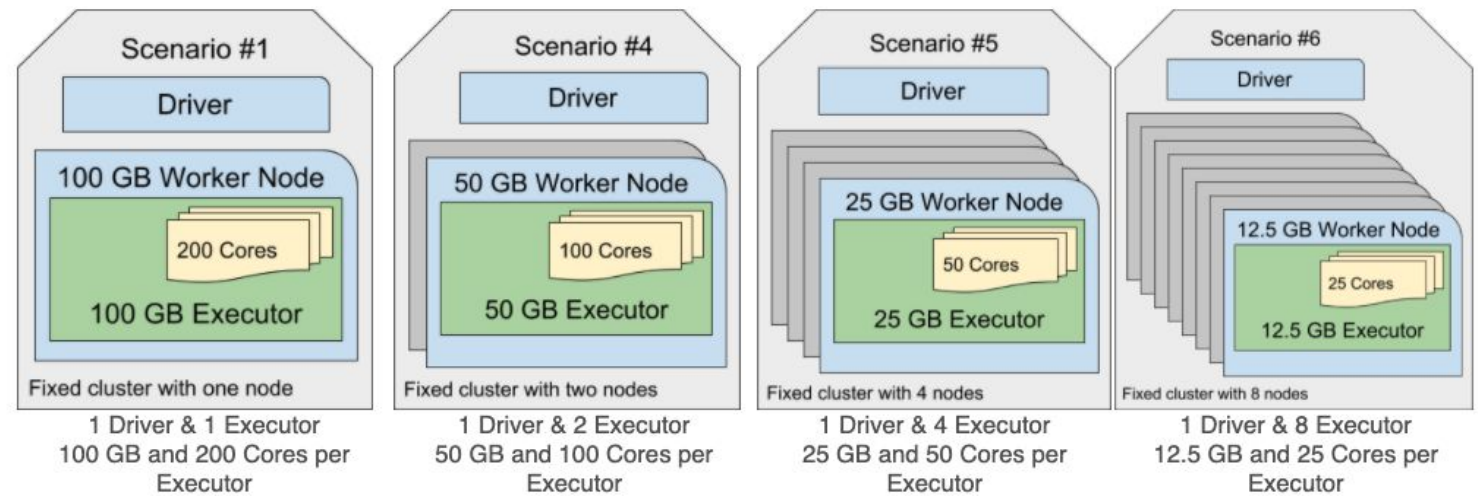 Scenario #1
Driver
100 GB Worker Node
200 Cores
100 GB Executor
Fixed cluster with one node
1 Driver & 1 Executor
100 GB and 200 Cores per
Executor
Scenario #4
Driver
50 GB Worker Node
100 Cores
50 GB Executor
Fixed cluster with two nodes
1 Driver & 2 Executor
50 GB and 100 Cores per
Executor
Scenario #5
Driver
25 GB Worker Node
50 Cores
25 GB Executor
Fixed cluster with 4 nodes
1 Driver & 4 Executor
25 GB and 50 Cores per
Executor
Scenario #6
Driver
12.5 GB Worker Node
25 Cores
12.5 GB Executor
Fixed cluster with 8 nodes
1 Driver & 8 Executor
12.5 GB and 25 Cores per
Executor